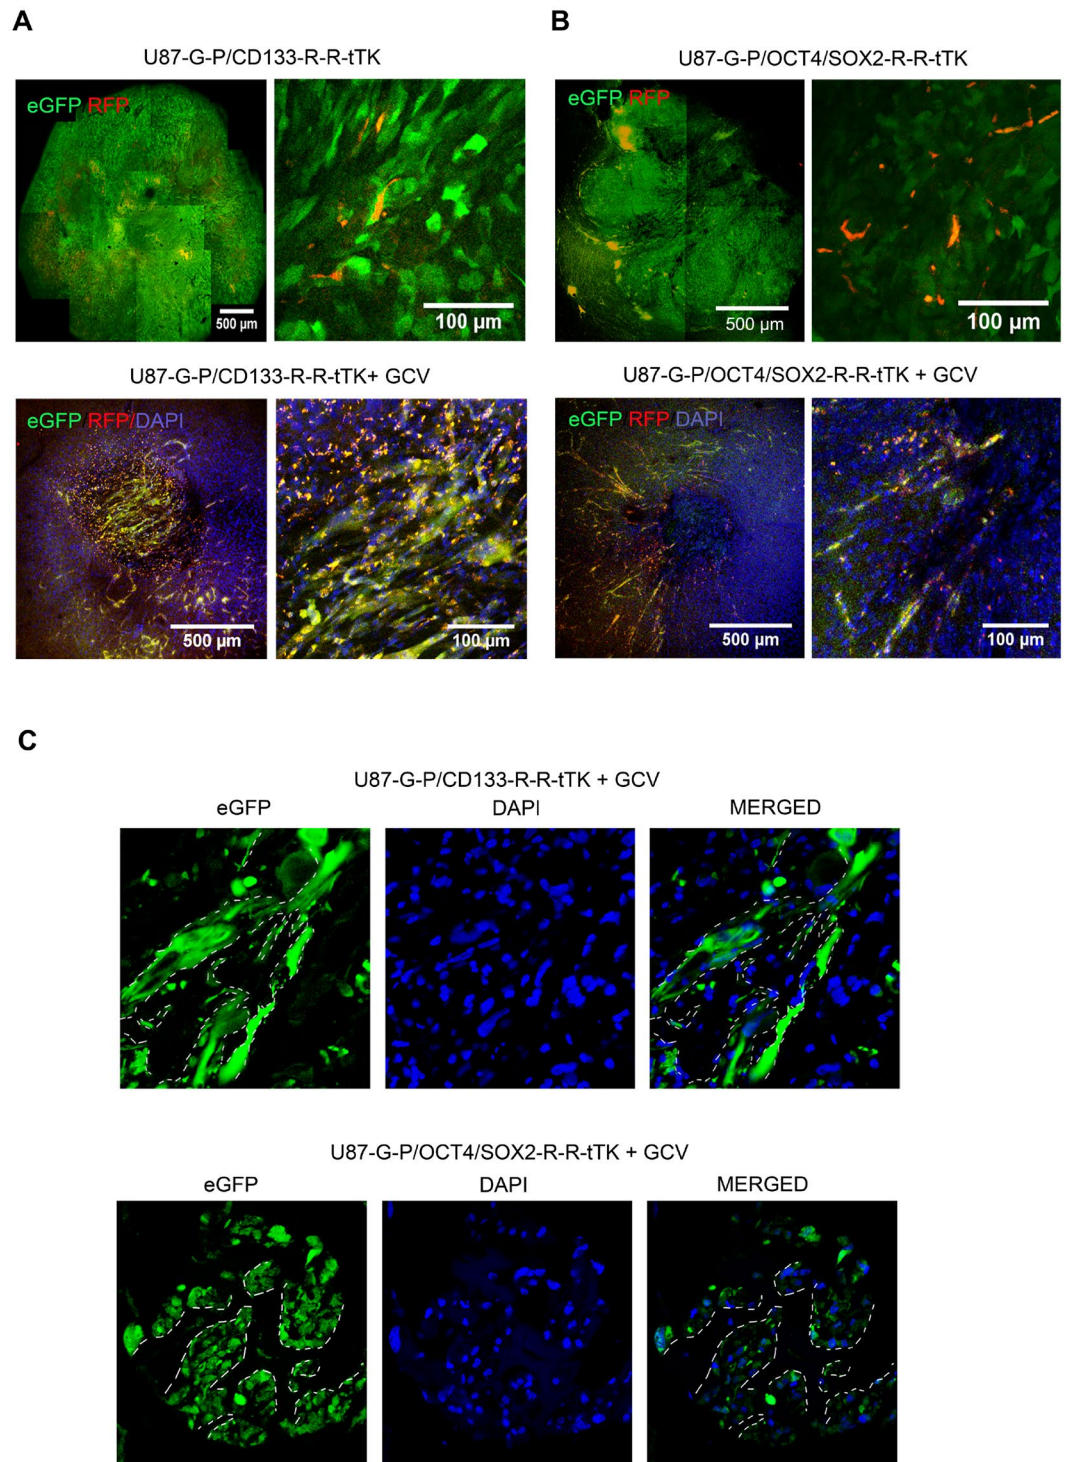 A
B
U87-G-P/CD133-R-R-tTK
U87-G-P/OCT4/SOX2-R-R-tTK
eGFP RFP
500 µm
100 µm
eGFP RFP
500 µm
100 µm
U87-G-P/CD133-R-R-tTK+ GCV
U87-G-P/OCT4/SOX2-R-R-tTK + GCV
eGFP RFP/DAPI
500 µm
100 µm
eGFP RFP DAPI
500 µm
100 µm
C
U87-G-P/CD133-R-R-tTK + GCV
eGFP
DAPI
MERGED
U87-G-P/OCT4/SOX2-R-R-tTK + GCV
eGFP
DAPI
MERGED